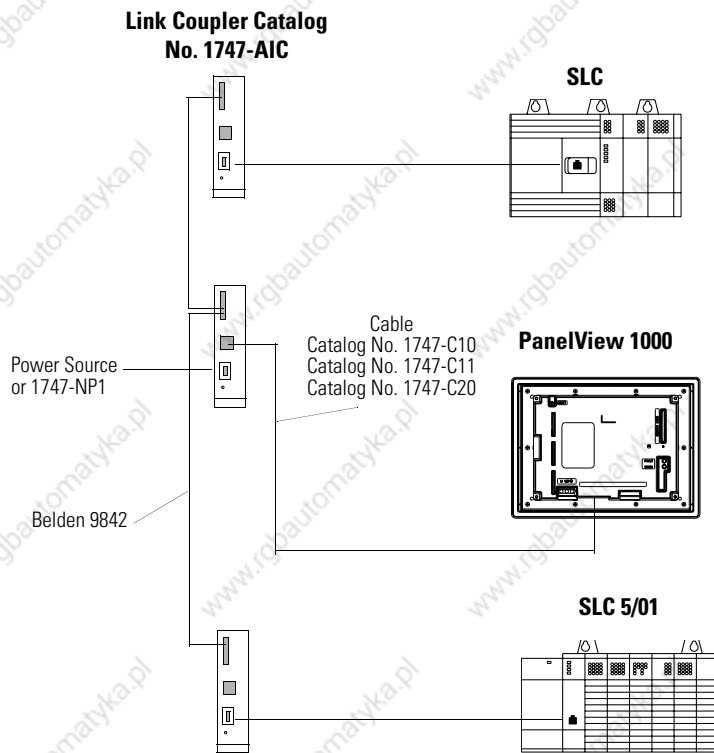 Link Coupler Catalog
No. 1747-AIC
SLC
Cable
Catalog No. 1747-C10
Catalog No. 1747-C11
Catalog No. 1747-C20
PanelView 1000
Power Source
or 1747-NP1
Belden 9842
SLC 5/01
www.rgbautomatyka.pl